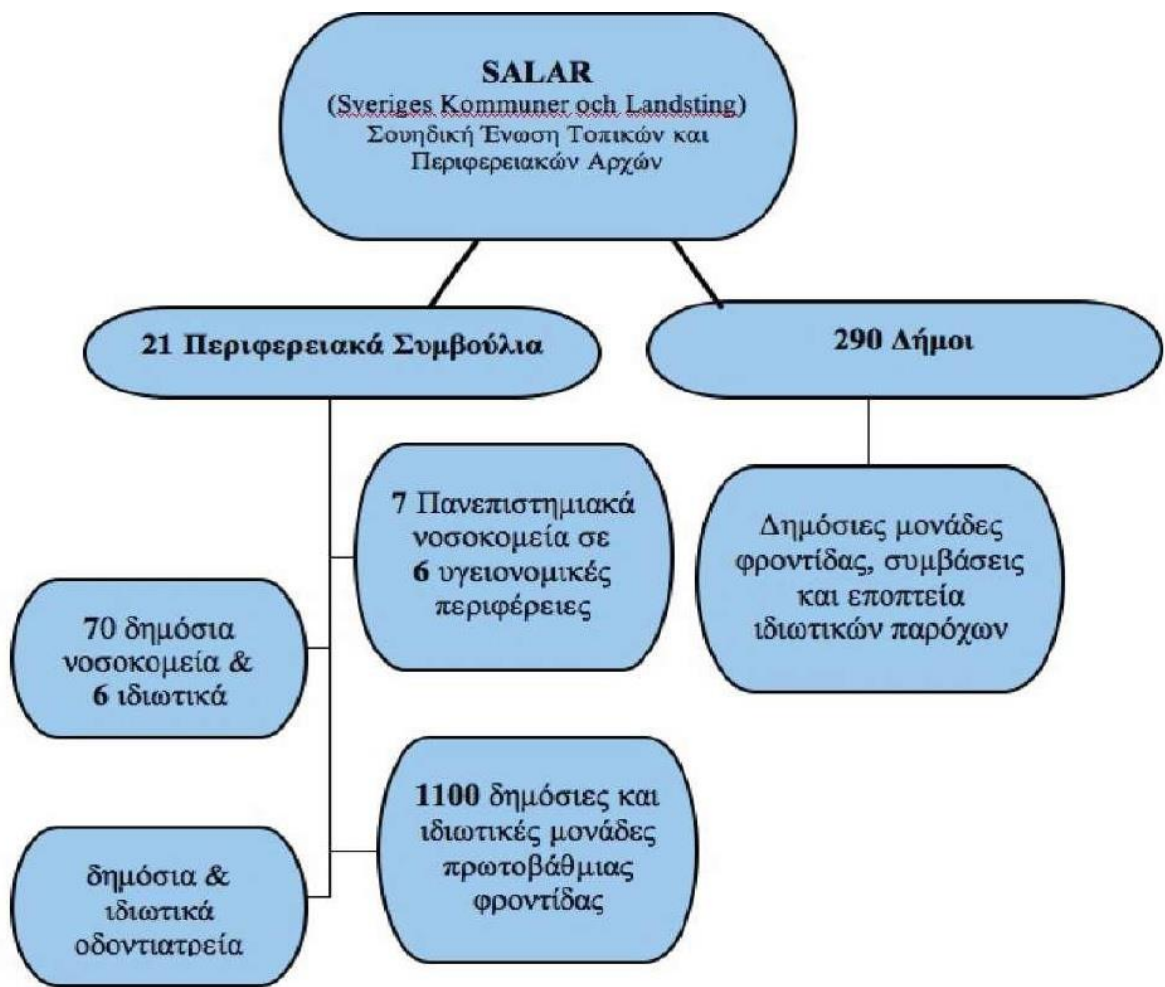 SALAR
(Sveriges Kommuner och Landsting)
Σουηδική Ένωση Τοπικών και
Περιφερειακών Αρχών
21 Περιφερειακά Συμβούλια
290 Δήμοι
7 Πανεπιστημιακά
νοσοκομεία σε
6 υγειονομικές
περιφέρειες
Δημόσιες μονάδες
φροντίδας, συμβάσεις
και εποπτεία
ιδιωτικών παρόχων
70 δημόσια
νοσοκομεία &
6 ιδιωτικά
1100 δημόσιες και
ιδιωτικές μονάδες
πρωτοβάθμιας
φροντίδας
δημόσια &
ιδιωτικά
οδοντιατρεία